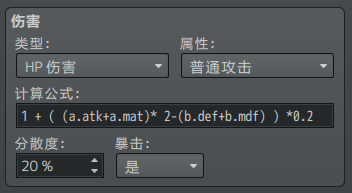 伤害
类型: 属性:
HP 伤害 普通攻击
计算公式:
1 + ( (a.atk+a.mat)* 2-(b.def+b.mdf) ) *0.2
分散度: 暴击:
20 % 是